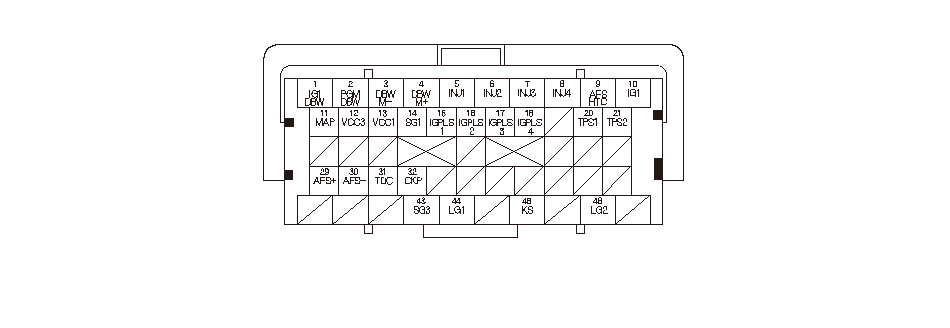 1 2 3 4 5 6 7 8 9 10
IG1 PGM DBW DBW INJ1 INJ2 INJ3 INJ4 AFS IG1
DBW DBW M- M+ HTC
11 12 13 14 15 16 17 18 20 21
MAP VCC3 VCC1 SG1 IGPLS IGPLS IGPLS IGPLS TPS1 TPS2
1 2 3 4
29 30 31 32
AFS+ AFS- TDC CKP
43 44 46 48
SG3 LG1 KS LG2